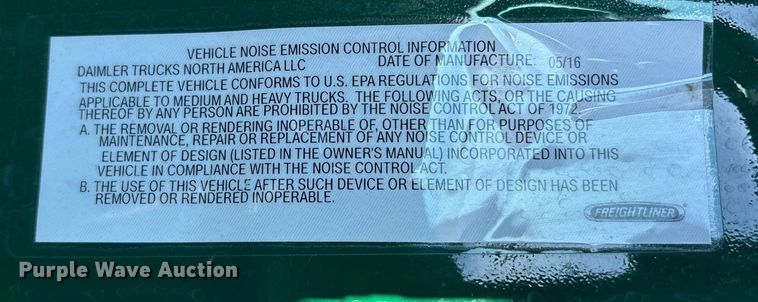 VEHICLE NOISE EMISSION CONTROL INFORMATION
DAIMLER TRUCKS NORTH AMERICA LLC DATE OF MANUFACTURE: 05/16
THIS COMPLETE VEHICLE CONFORMS TO U.S. EPA REGULATIONS FOR NOISE EMISSIONS
APPLICABLE TO MEDIUM AND HEAVY TRUCKS. THE FOLLOWING ACTS, OR THE CAUSING
THEREOF BY ANY PERSON ARE PROHIBITED BY THE NOISE CONTROL ACT OF 1972
A. THE REMOVAL OR RENDERING INOPERABLE OF, OTHER THAN FOR PURPOSES OF
MAINTENANCE, REPAIR OR REPLACEMENT OF ANY NOISE CONTROL DEVICE OR
ELEMENT OF DESIGN (LISTED IN THE OWNER'S MANUAL) INCORPORATED INTO THIS
VEHICLE IN COMPLIANCE WITH THE NOISE CONTROL ACT.
B. THE USE OF THIS VEHICLE AFTER SUCH DEVICE OR ELEMENT OF DESIGN HAS BEEN
REMOVED OR RENDERED INOPERABLE.
FREIGHTLINER
Purple Wave Auction